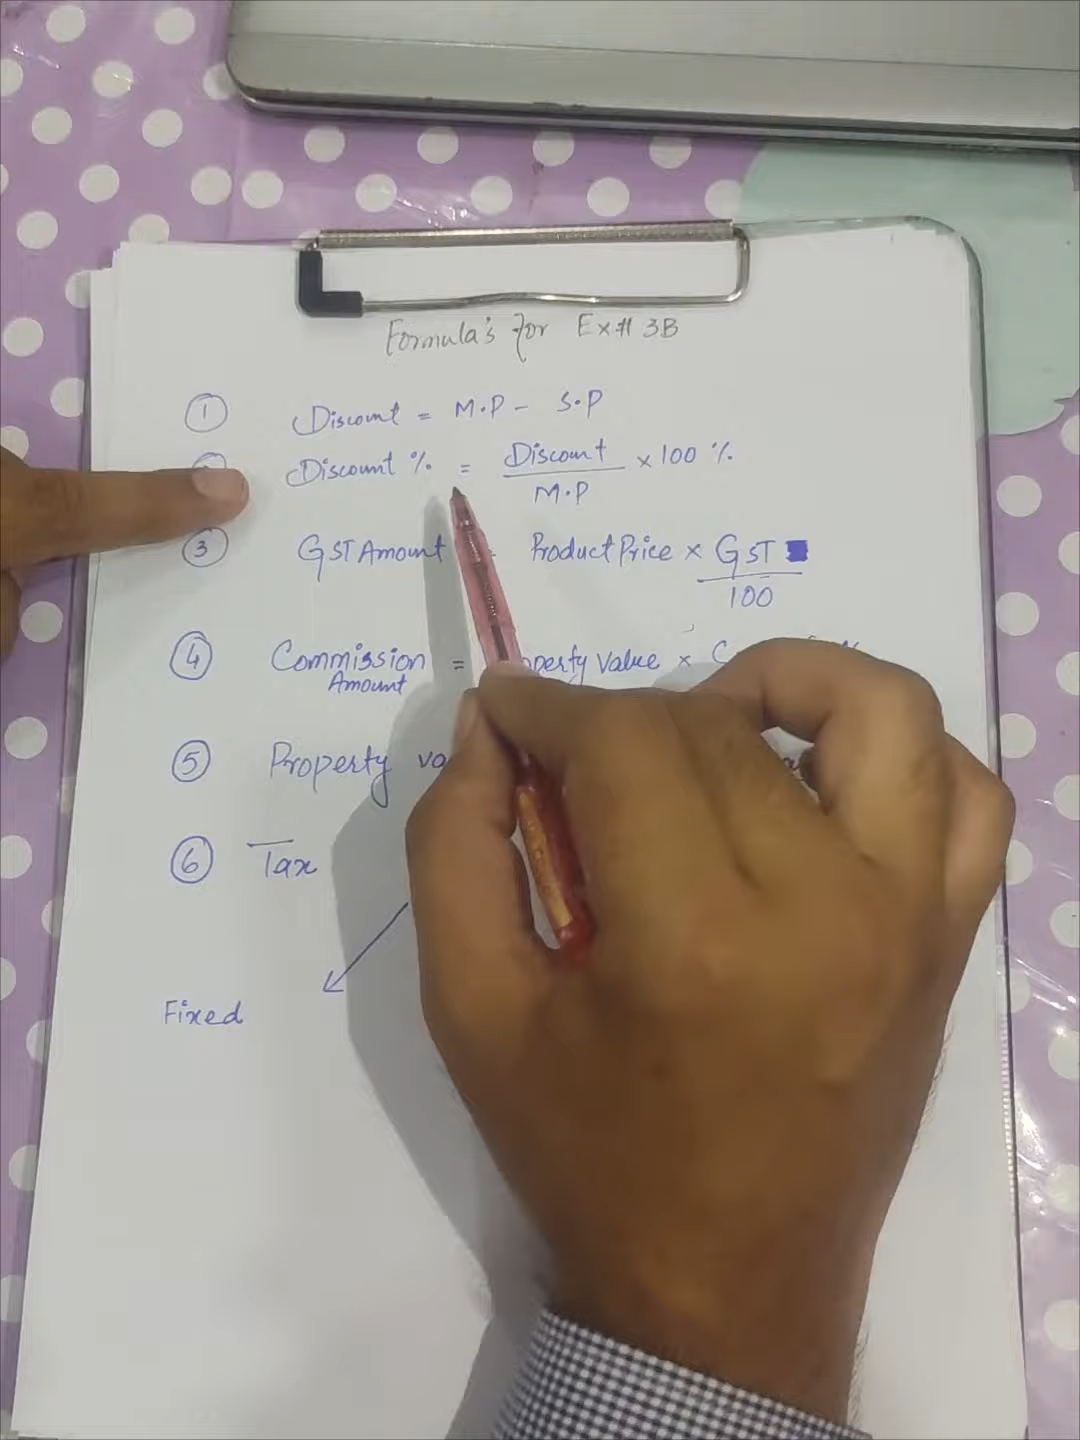 Formula's for Ex# 3B
① Discount = M.P - S.P
Discount % = Discount / M.P × 100 %
③ GST Amount = Product Price × GST / 100
④ Commission Amount = Property Value ×
⑤ Property
⑥ Tax
Fixed